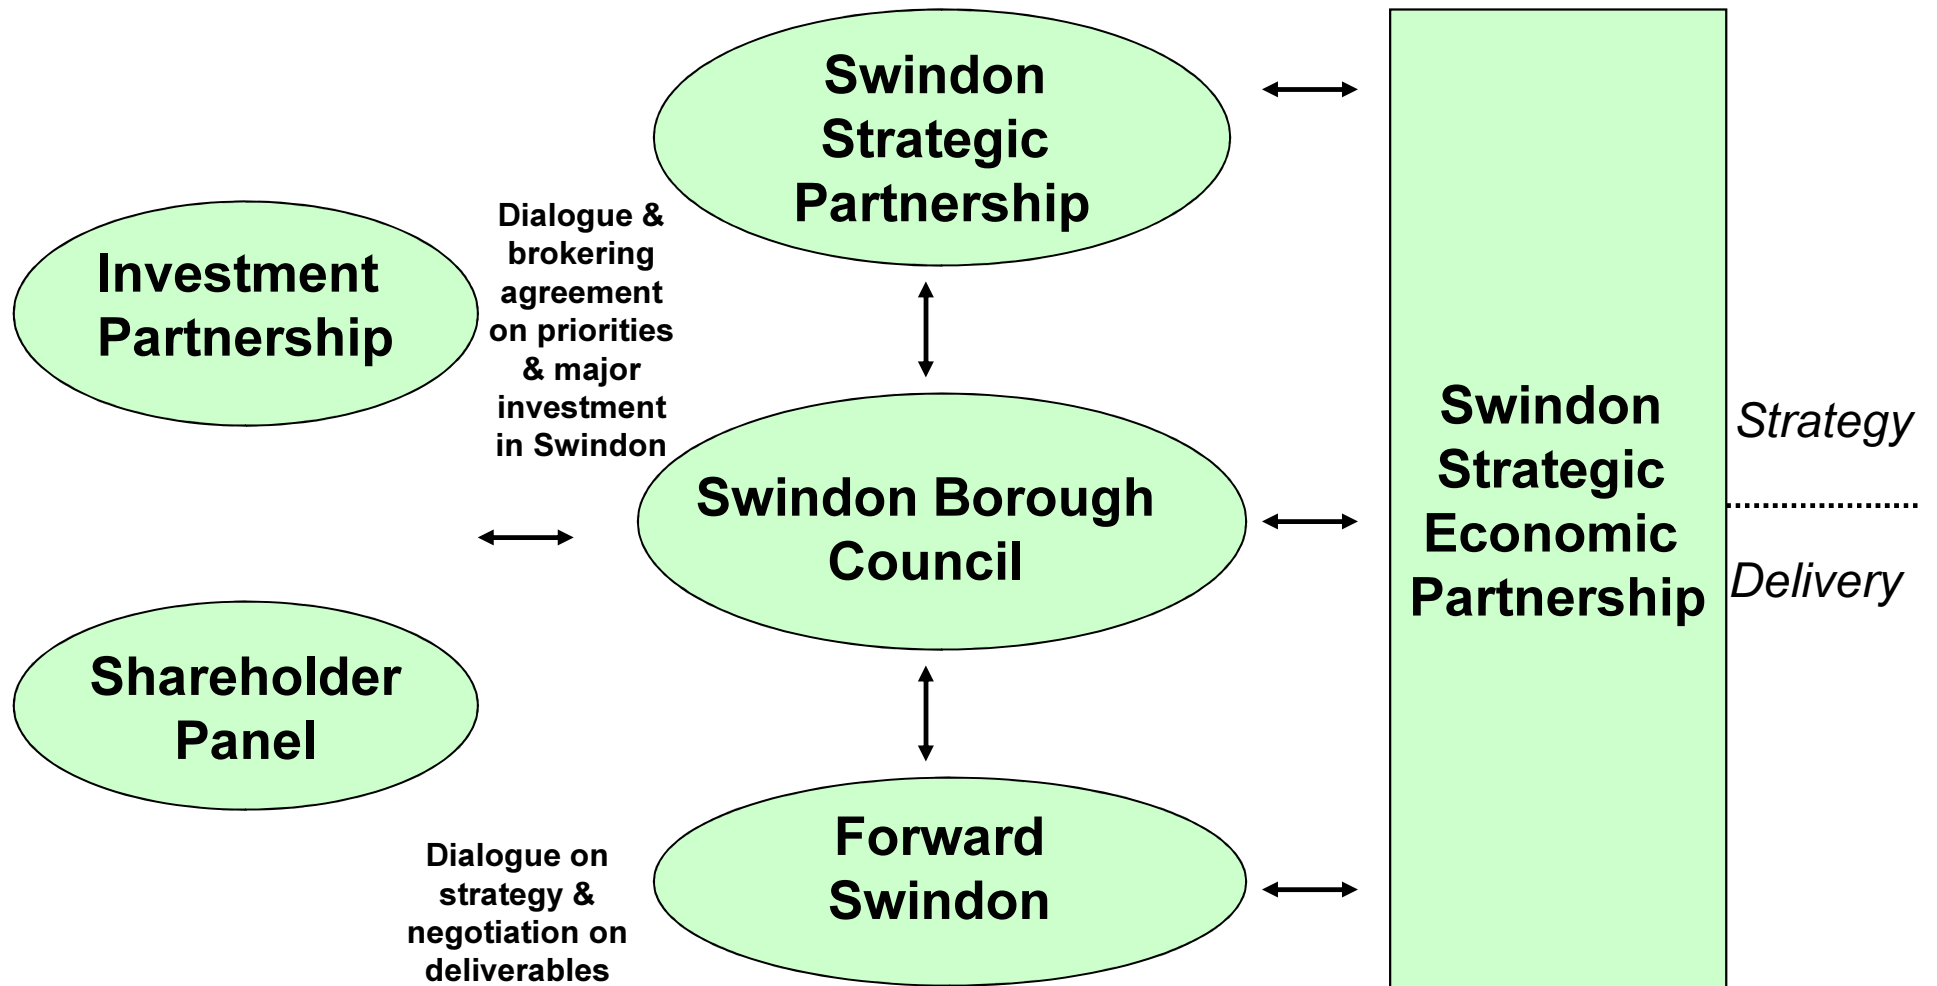 Swindon
Strategic
Partnership
Investment
Partnership
Dialogue &
brokering
agreement
on priorities
& major
investment
in Swindon
Swindon Borough
Council
Shareholder
Panel
Forward
Swindon
Dialogue on
strategy &
negotiation on
deliverables
Swindon
Strategic
Economic
Partnership
Strategy
Delivery